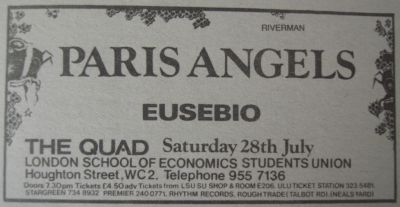 RIVERMAN
PARIS ANGELS
EUSEBIO
THE QUAD Saturday 28th July
LONDON SCHOOL OF ECONOMICS STUDENTS UNION
Houghton Street, WC2. Telephone 955 7136
Doors 7.30pm Tickets £4.50 adv Tickets from LSU SU SHOP & ROOM E206, ULU TICKET STATION 323-5481,
STARGREEN 734 8932 PREMIER 240 0771, RHYTHM RECORDS, ROUGH TRADE (TALBOT RD), (NEALS YARD)